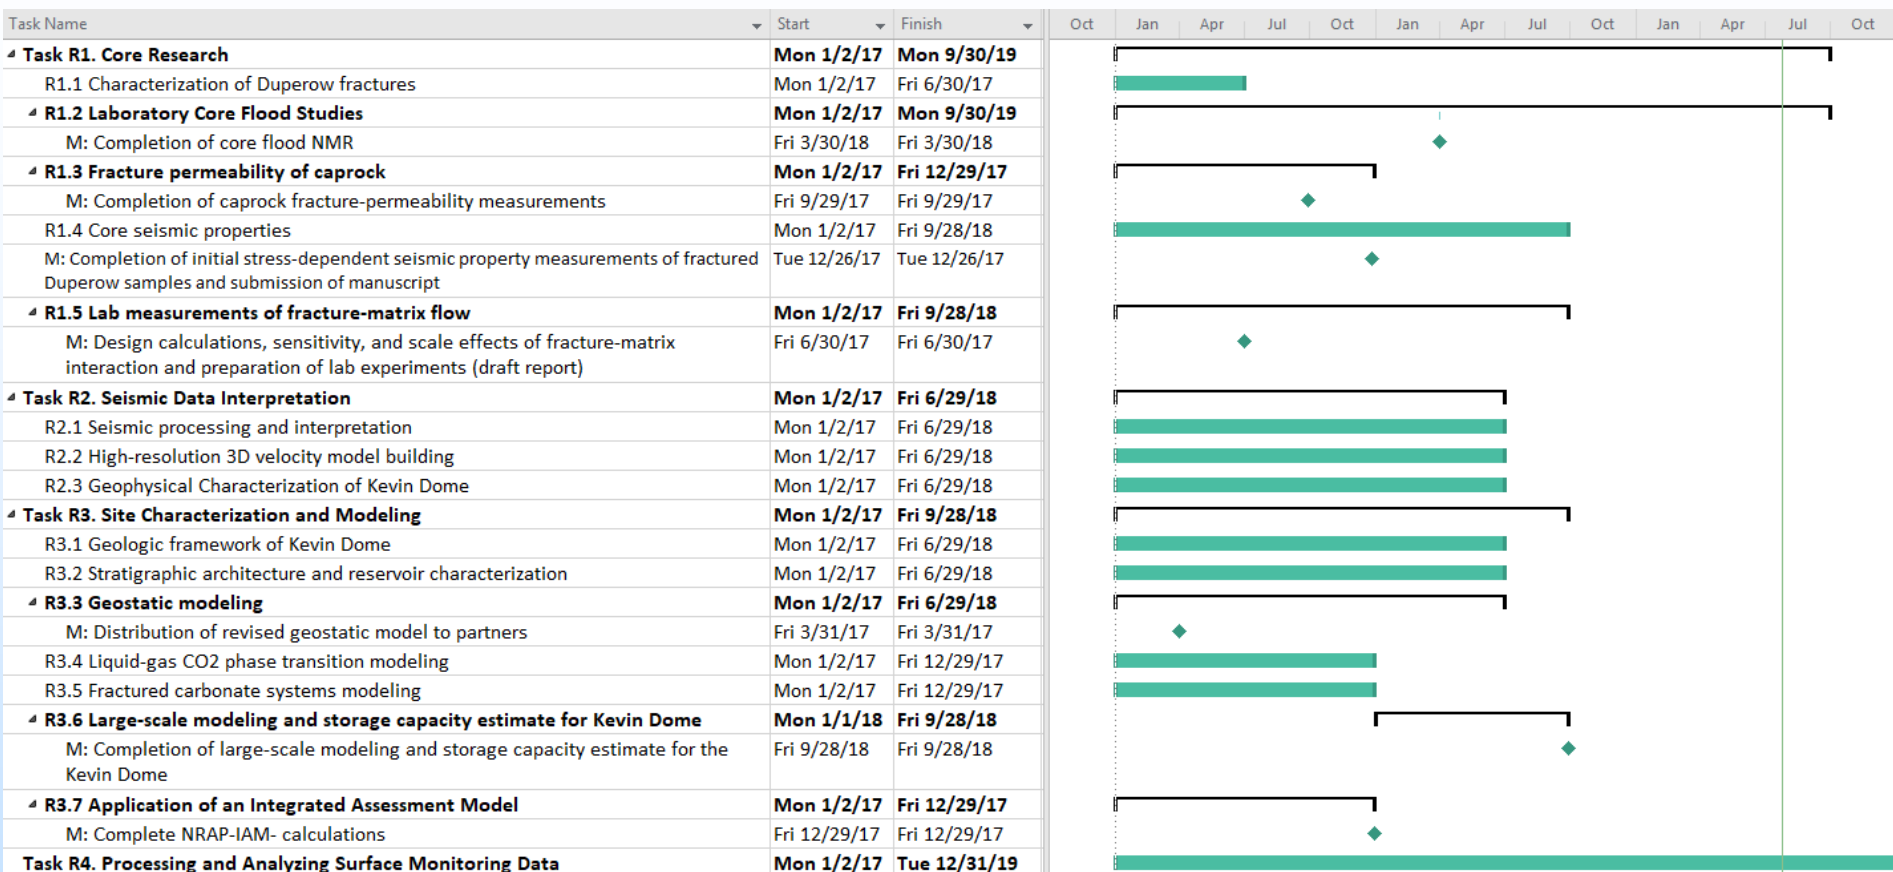 Task Name Start Finish Oct Jan Apr Jul Oct Jan Apr Jul Oct Jan Apr Jul Oct
Task R1. Core Research Mon 1/2/17 Mon 9/30/19
R1.1 Characterization of Duperow fractures Mon 1/2/17 Fri 6/30/17
R1.2 Laboratory Core Flood Studies Mon 1/2/17 Mon 9/30/19
M: Completion of core flood NMR Fri 3/30/18 Fri 3/30/18
R1.3 Fracture permeability of caprock Mon 1/2/17 Fri 12/29/17
M: Completion of caprock fracture-permeability measurements Fri 9/29/17 Fri 9/29/17
R1.4 Core seismic properties Mon 1/2/17 Fri 9/28/18
M: Completion of initial stress-dependent seismic property measurements of fractured Tue 12/26/17 Tue 12/26/17
Duperow samples and submission of manuscript
R1.5 Lab measurements of fracture-matrix flow Mon 1/2/17 Fri 9/28/18
M: Design calculations, sensitivity, and scale effects of fracture-matrix Fri 6/30/17 Fri 6/30/17
interaction and preparation of lab experiments (draft report)
Task R2. Seismic Data Interpretation Mon 1/2/17 Fri 6/29/18
R2.1 Seismic processing and interpretation Mon 1/2/17 Fri 6/29/18
R2.2 High-resolution 3D velocity model building Mon 1/2/17 Fri 6/29/18
R2.3 Geophysical Characterization of Kevin Dome Mon 1/2/17 Fri 6/29/18
Task R3. Site Characterization and Modeling Mon 1/2/17 Fri 9/28/18
R3.1 Geologic framework of Kevin Dome Mon 1/2/17 Fri 6/29/18
R3.2 Stratigraphic architecture and reservoir characterization Mon 1/2/17 Fri 6/29/18
R3.3 Geostatic modeling Mon 1/2/17 Fri 6/29/18
M: Distribution of revised geostatic model to partners Fri 3/31/17 Fri 3/31/17
R3.4 Liquid-gas CO2 phase transition modeling Mon 1/2/17 Fri 12/29/17
R3.5 Fractured carbonate systems modeling Mon 1/2/17 Fri 12/29/17
R3.6 Large-scale modeling and storage capacity estimate for Kevin Dome Mon 1/1/18 Fri 9/28/18
M: Completion of large-scale modeling and storage capacity estimate for the Fri 9/28/18 Fri 9/28/18
Kevin Dome
R3.7 Application of an Integrated Assessment Model Mon 1/2/17 Fri 12/29/17
M: Complete NRAP-IAM- calculations Fri 12/29/17 Fri 12/29/17
Task R4. Processing and Analyzing Surface Monitoring Data Mon 1/2/17 Tue 12/31/19